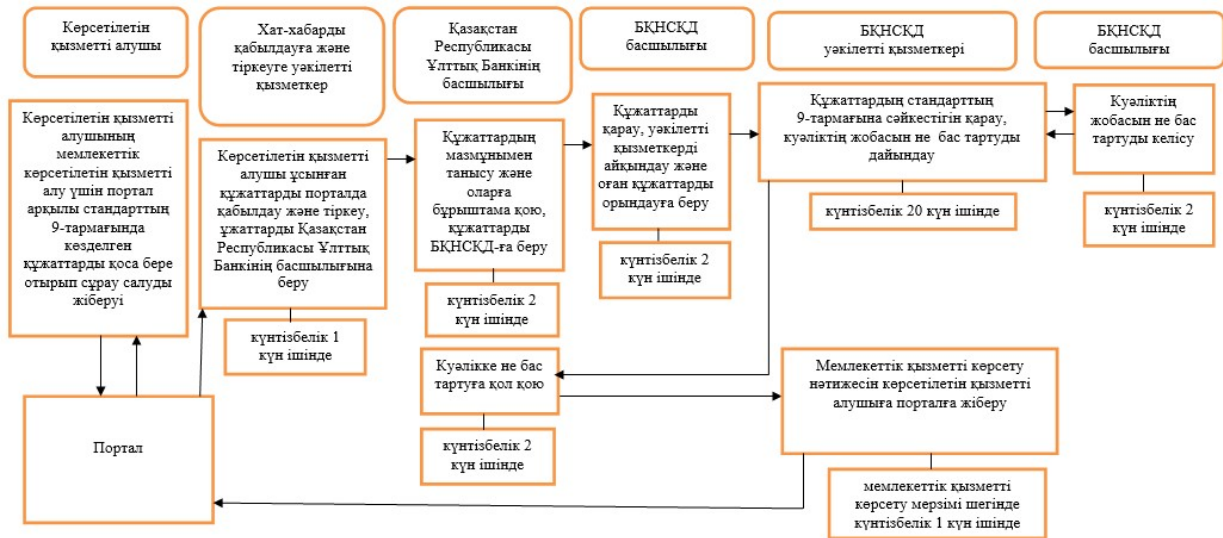 Көрсетілетін
қызметті алушы
Хат-хабарды
қабылдауға және
тіркеуге уәкілетті
қызметкер
Қазақстан
Республикасы
Ұлттық Банкінің
басшылығы
БҚНСҚД
басшылығы
БҚНСҚД
уәкілетті қызметкері
БҚНСҚД
басшылығы
Көрсетілетін қызметті
алушының
мемлекеттік
көрсетілетін қызметті
алу үшін портал
арқылы стандарттың
9-тармағында
көзделген
құжаттарды қоса бере
отырып сұрау салуды
жіберуі
Көрсетілетін қызметті
алушы ұсынған
құжаттарды порталда
қабылдау және тіркеу,
ұжаттарды Қазақстан
Республикасы Ұлттық
Банкінің басшылығына
беру
күнтізбелік 1
күн ішінде
Құжаттардың
мазмұнымен
танысу және
оларға
бұрыштама қою,
құжаттарды
БҚНСҚД-ға беру
күнтізбелік 2
күн ішінде
Құжаттарды
қарау, уәкілетті
қызметкерді
айқындау және
оған құжаттарды
орындауға беру
күнтізбелік 2
күн ішінде
Құжаттардың стандарттың
9-тармағына сәйкестігін қарау,
куәліктің жобасын не бас тартуды
дайындау
күнтізбелік 20 күн ішінде
Куәліктің
жобасын не бас
тартуды келісу
күнтізбелік 2
күн ішінде
Куәлікке не бас
тартуға қол қою
күнтізбелік 2
күн ішінде
Мемлекеттік қызметті көрсету
нәтижесін көрсетілетін қызметті
алушыға порталға жіберу
мемлекеттік қызметті
көрсету мерзімі шегінде
күнтізбелік 1 күн ішінде
Портал